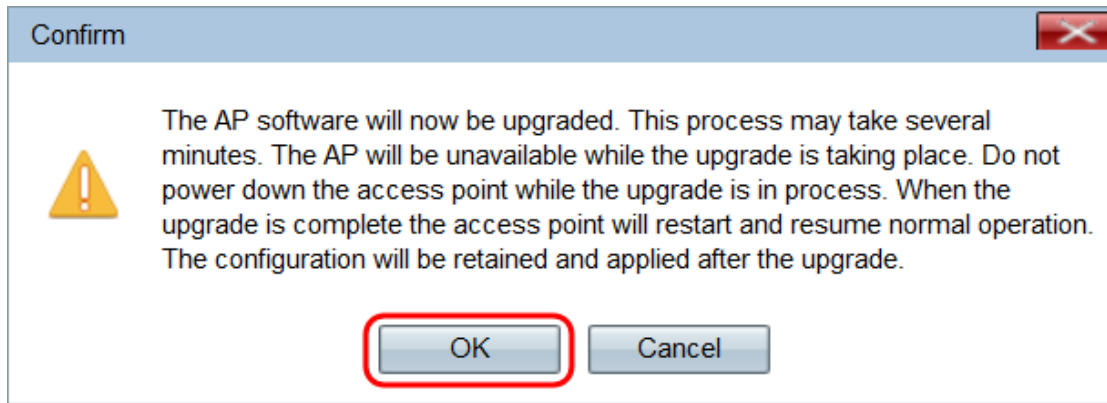 Confirm
The AP software will now be upgraded. This process may take several
minutes. The AP will be unavailable while the upgrade is taking place. Do not
power down the access point while the upgrade is in process. When the
upgrade is complete the access point will restart and resume normal operation.
The configuration will be retained and applied after the upgrade.
OK
Cancel